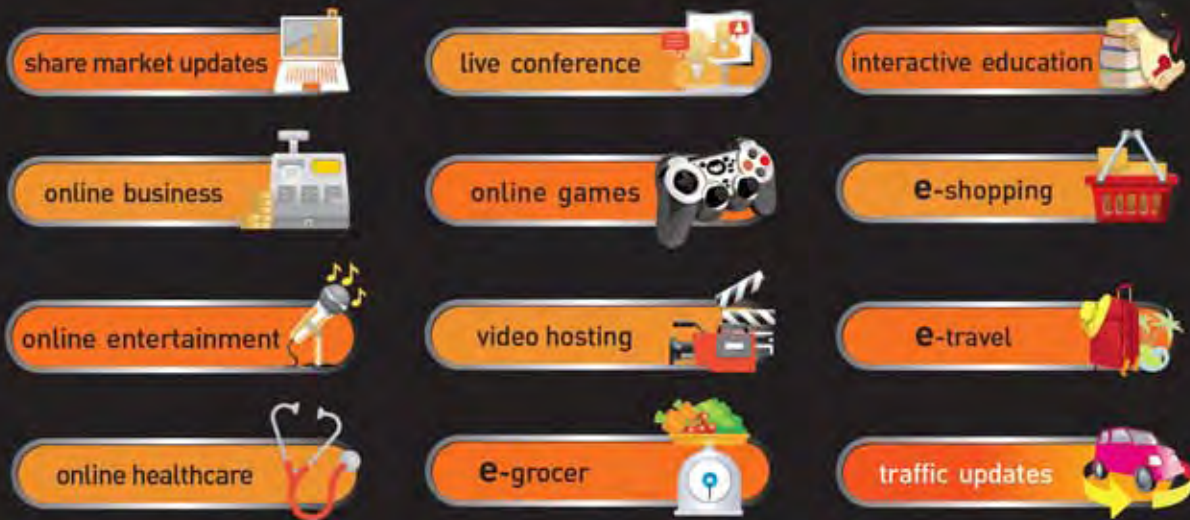 share market updates
live conference
interactive education
online business
online games
e-shopping
online entertainment
video hosting
e-travel
online healthcare
e-grocer
traffic updates